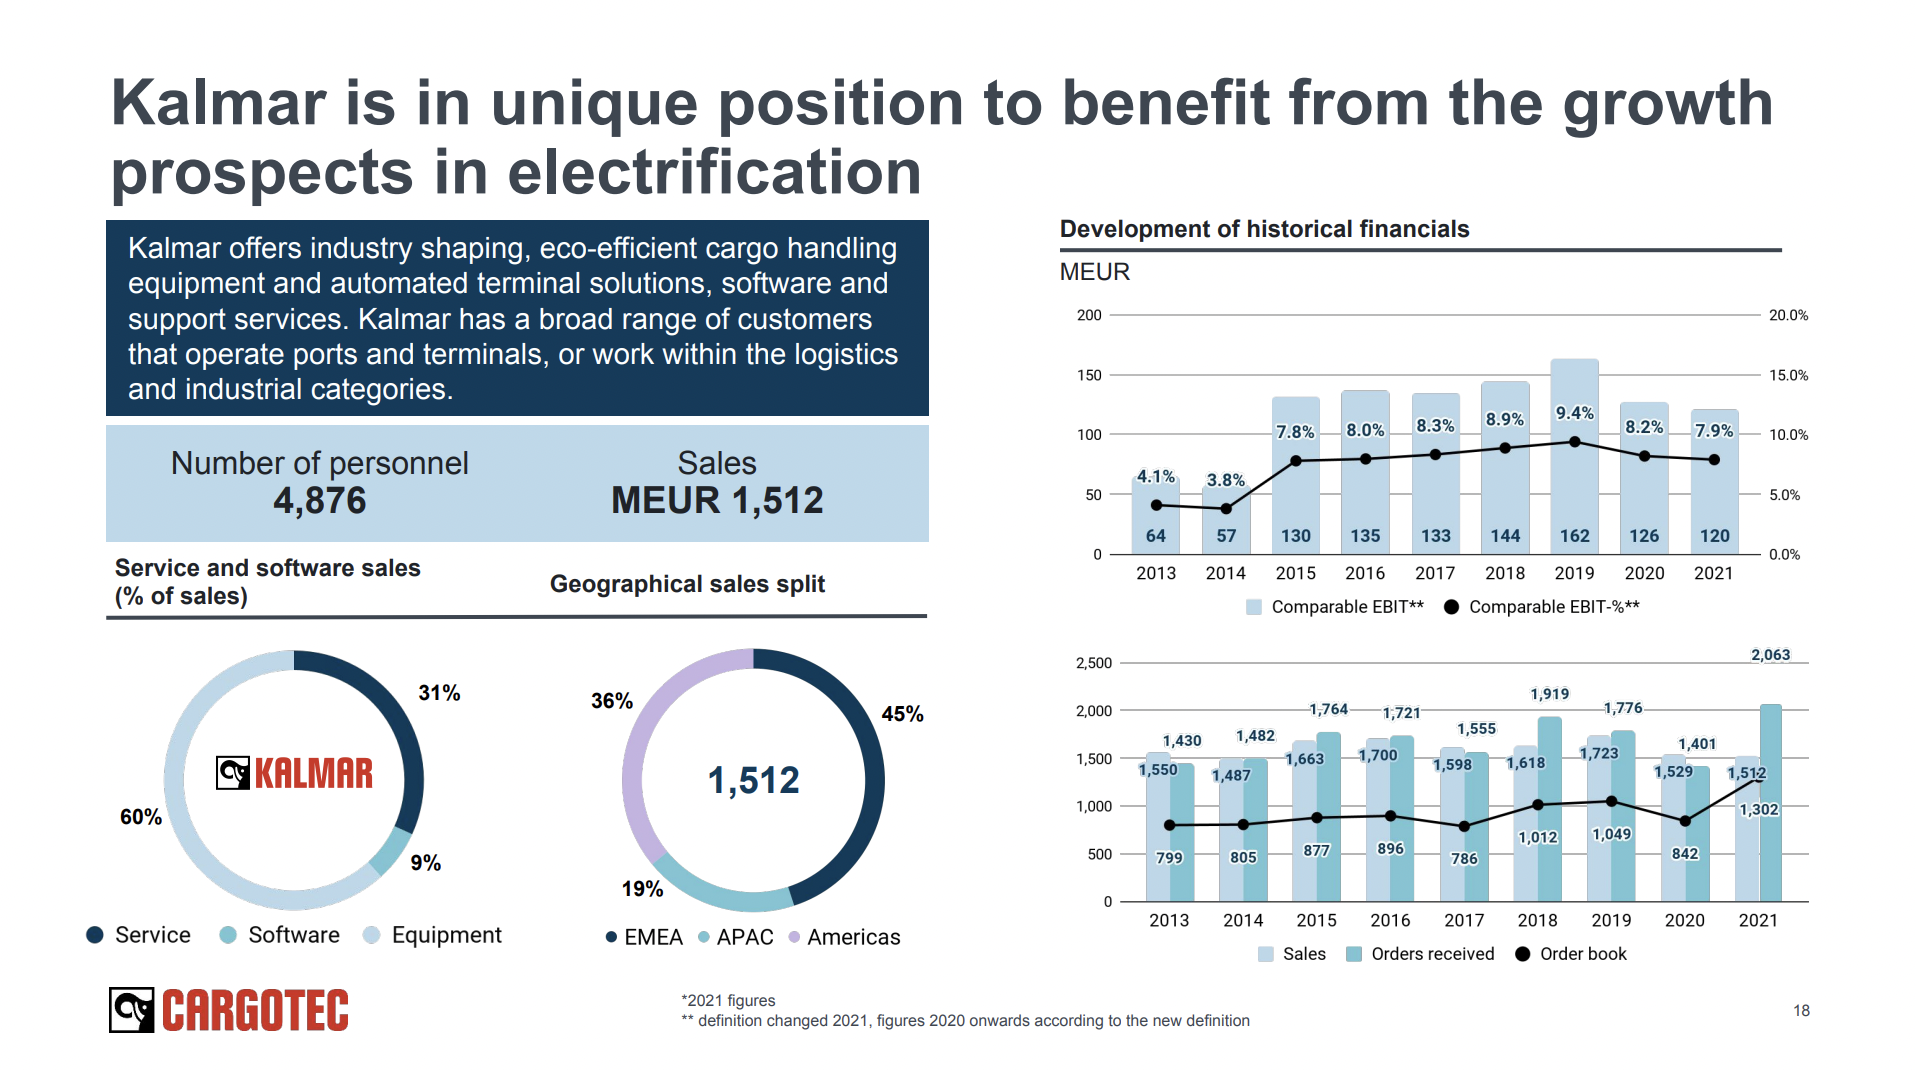 Kalmar is in unique position to benefit from the growth
prospects in electrification
Kalmar offers industry shaping, eco-efficient cargo handling
equipment and automated terminal solutions, software and
support services. Kalmar has a broad range of customers
that operate ports and terminals, or work within the logistics
and industrial categories.
Number of personnel
4,876
Sales
MEUR 1,512
Service and software sales
(% of sales)
31%
60%
9%
KALMAR
Service Software Equipment
Geographical sales split
36%
45%
19%
1,512
EMEA APAC Americas
Development of historical financials
MEUR
200 20.0%
150 15.0%
100 10.0%
50 5.0%
0 0.0%
4.1% 3.8% 7.8% 8.0% 8.3% 8.9% 9.4% 8.2% 7.9%
64 57 130 135 133 144 162 126 120
2013 2014 2015 2016 2017 2018 2019 2020 2021
Comparable EBIT** Comparable EBIT-%**
2,500
2,000
1,500
1,000
500
0
1,430 1,482 1,764 1,721 1,555 1,919 1,776 1,401 2,063
1,550 1,487 1,663 1,700 1,598 1,618 1,723 1,529 1,512
799 805 877 896 786 1,012 1,049 842 1,302
2013 2014 2015 2016 2017 2018 2019 2020 2021
Sales Orders received Order book
CARGOTEC
*2021 figures
** definition changed 2021, figures 2020 onwards according to the new definition
18